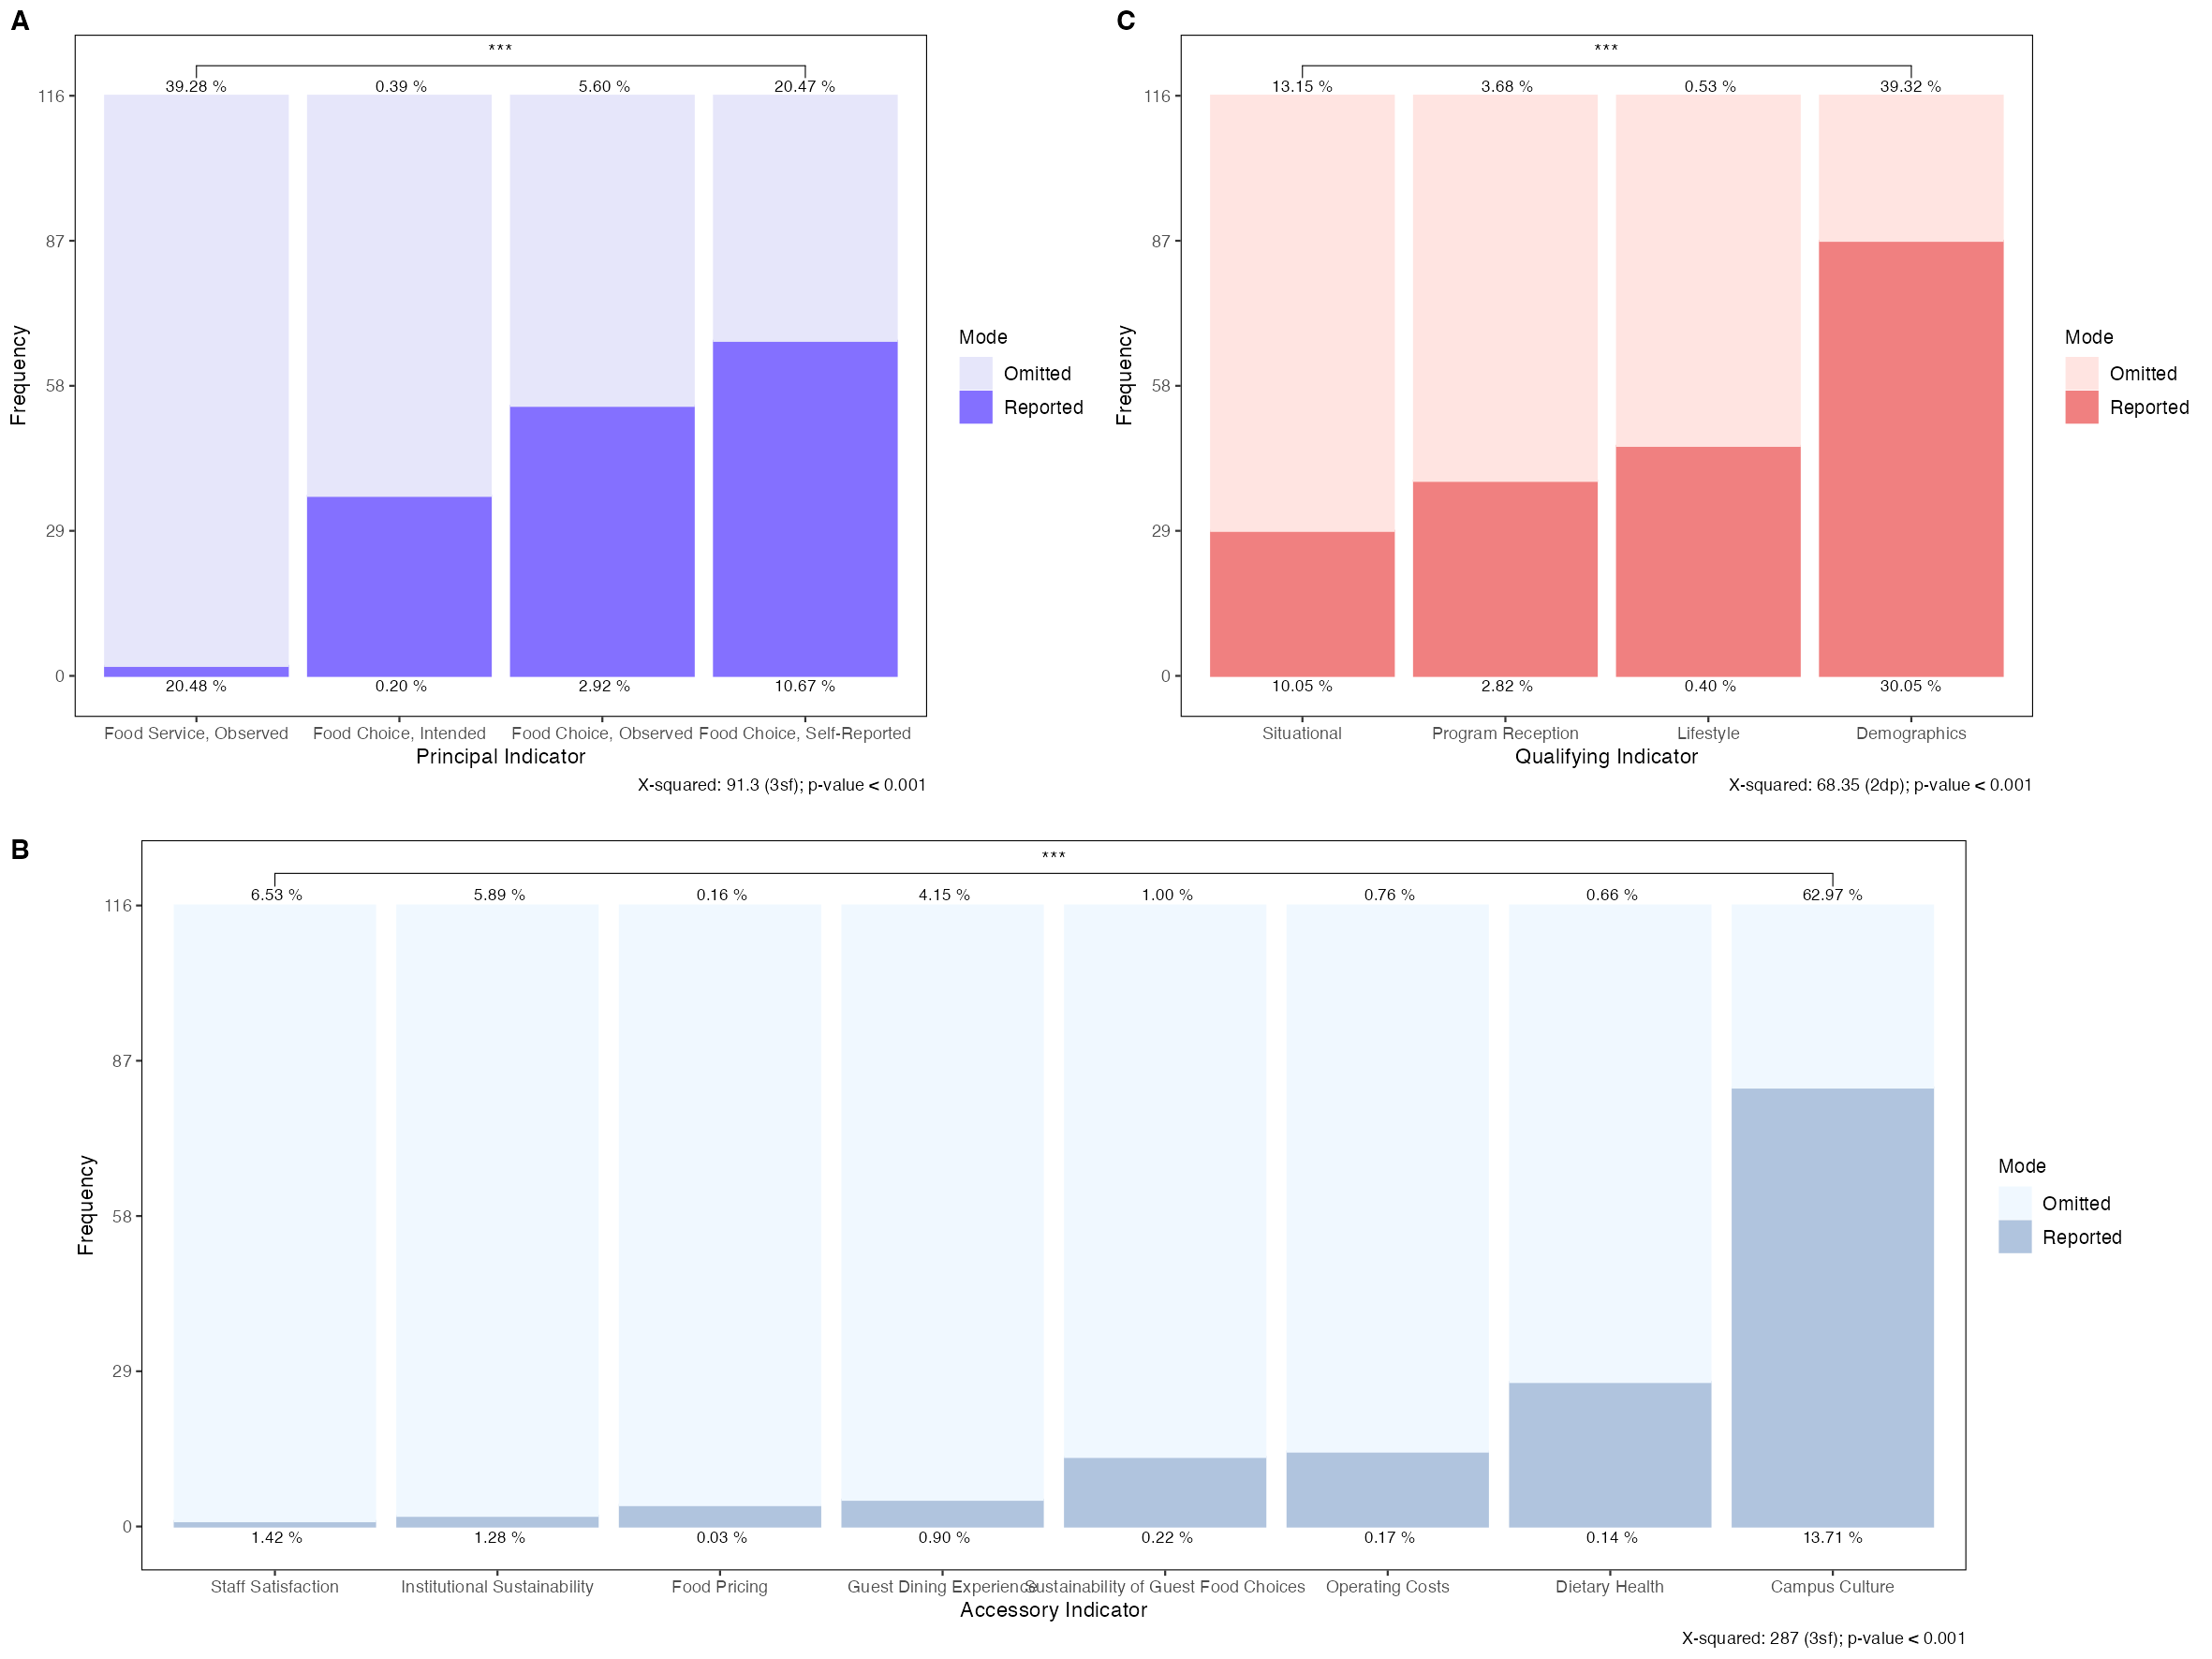 A
***
39.28 % 0.39 % 5.60 % 20.47 %
116
87
58
29
0
Frequency
20.48 % 0.20 % 2.92 % 10.67 %
Food Service, Observed Food Choice, Intended Food Choice, Observed Food Choice, Self-Reported
Principal Indicator
X-squared: 91.3 (3sf); p-value < 0.001
Mode
Omitted
Reported
C
***
13.15 % 3.68 % 0.53 % 39.32 %
116
87
58
29
0
Frequency
10.05 % 2.82 % 0.40 % 30.05 %
Situational Program Reception Lifestyle Demographics
Qualifying Indicator
X-squared: 68.35 (2dp); p-value < 0.001
Mode
Omitted
Reported
B
***
6.53 % 5.89 % 0.16 % 4.15 % 1.00 % 0.76 % 0.66 % 62.97 %
116
87
58
29
0
Frequency
1.42 % 1.28 % 0.03 % 0.90 % 0.22 % 0.17 % 0.14 % 13.71 %
Staff Satisfaction Institutional Sustainability Food Pricing Guest Dining Experience Sustainability of Guest Food Choices Operating Costs Dietary Health Campus Culture
Accessory Indicator
X-squared: 287 (3sf); p-value < 0.001
Mode
Omitted
Reported